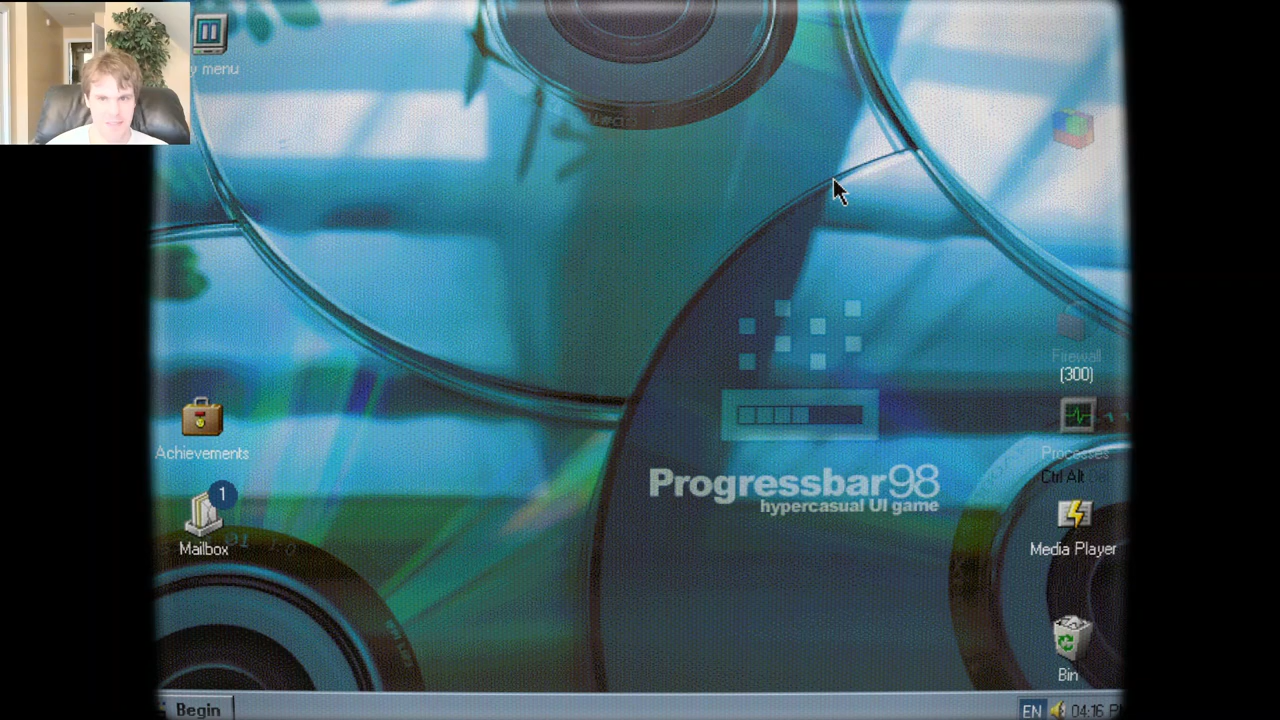 y menu
Firewall
(300)
Achievements
Processes
Ctrl Alt Del
1
Progressbar98
hypercasual UI game
Mailbox
Media Player
Bin
Begin
EN
04:16 P